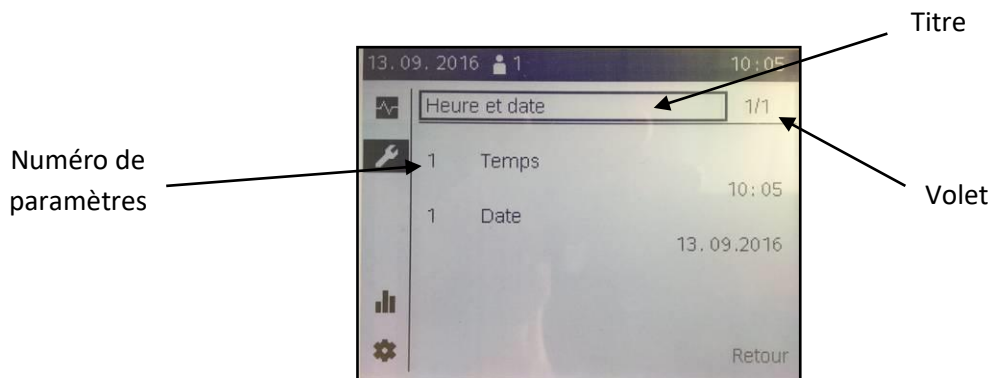 Titre
13.09.2016 1 10:05
Heure et date 1/1
Numéro de
paramètres
1 Temps
10:05
Volet
1 Date
13.09.2016
Retour